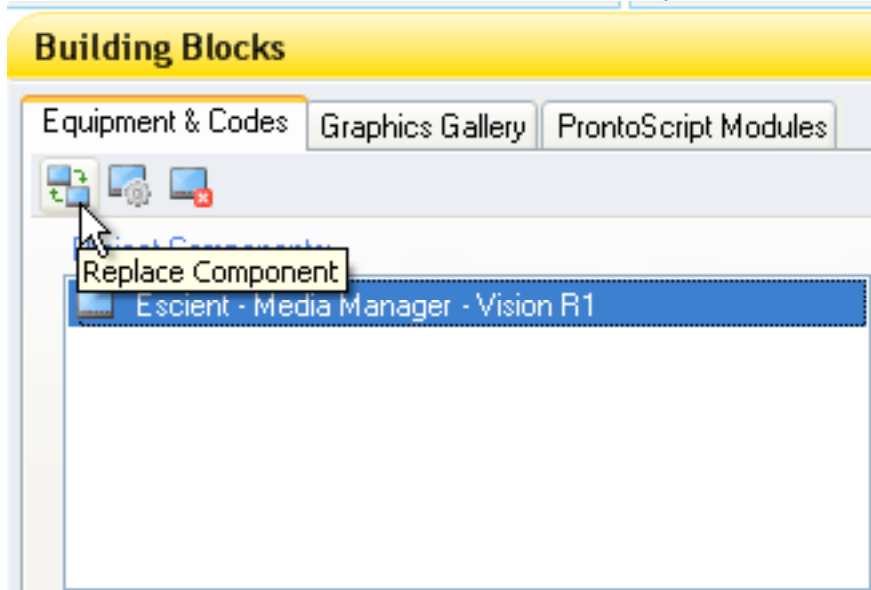 Building Blocks
Equipment & Codes
Graphics Gallery
ProntoScript Modules
Replace Component
Escient - Media Manager - Vision R1